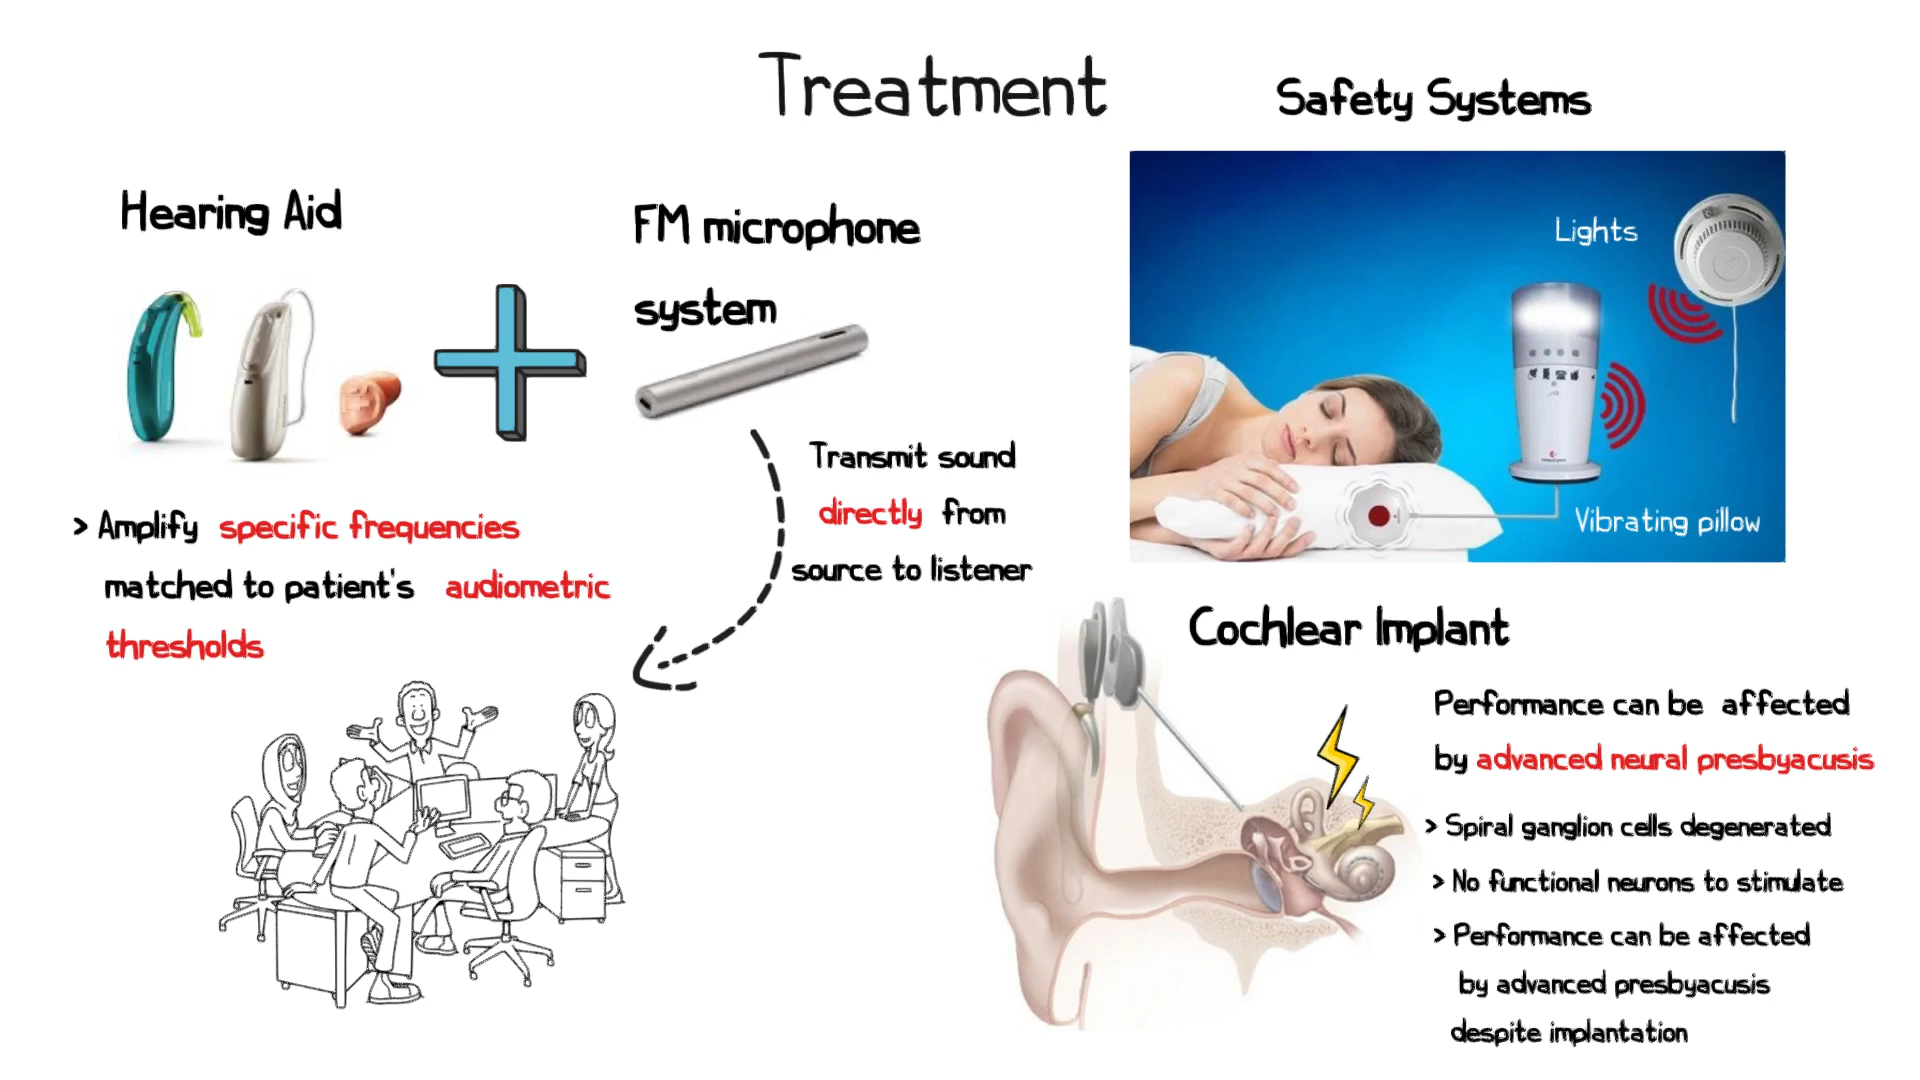 Treatment
Safety Systems
Hearing Aid
FM microphone
system
Lights
Vibrating pillow
Transmit sound
directly from
source to listener
> Amplify specific frequencies
matched to patient's audiometric
thresholds
Cochlear Implant
Performance can be affected
by advanced neural presbyacusis
> Spiral ganglion cells degenerated
> No functional neurons to stimulate
> Performance can be affected
by advanced presbyacusis
despite implantation